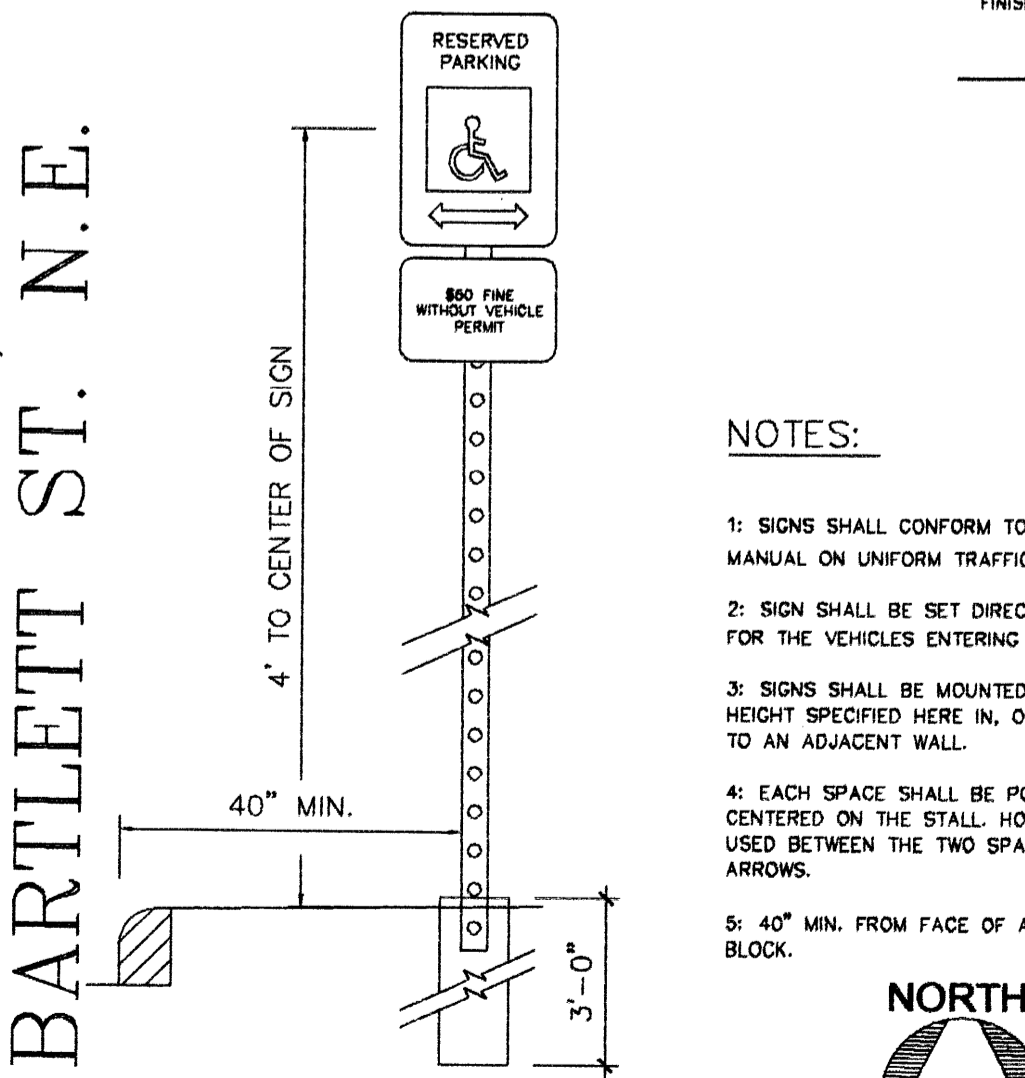 FINIS
BARTLETT ST. N.E.
RESERVED
PARKING
$50 FINE
WITHOUT VEHICLE
PERMIT
4' TO CENTER OF SIGN
40" MIN.
3'-0"
NOTES:
1: SIGNS SHALL CONFORM TO
MANUAL ON UNIFORM TRAFFIC
2: SIGN SHALL BE SET DIREC
FOR THE VEHICLES ENTERING
3: SIGNS SHALL BE MOUNTED
HEIGHT SPECIFIED HERE IN, O
TO AN ADJACENT WALL.
4: EACH SPACE SHALL BE PO
CENTERED ON THE STALL. HO
USED BETWEEN THE TWO SPA
ARROWS.
5: 40" MIN. FROM FACE OF A
BLOCK.
NORTH